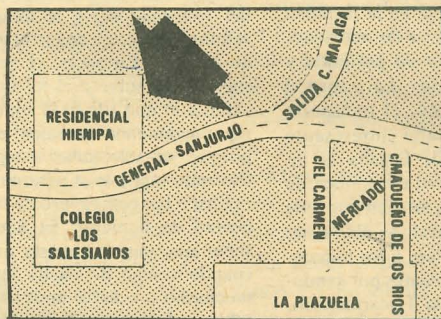 RESIDENCIAL
HIENIPA
GENERAL-SANJURJO
SALIDA C. MALAGA
COLEGIO
LOS
SALESIANOS
c/EL CARMEN
MERCADO
c/MADUEÑO DE LOS RIOS
LA PLAZUELA